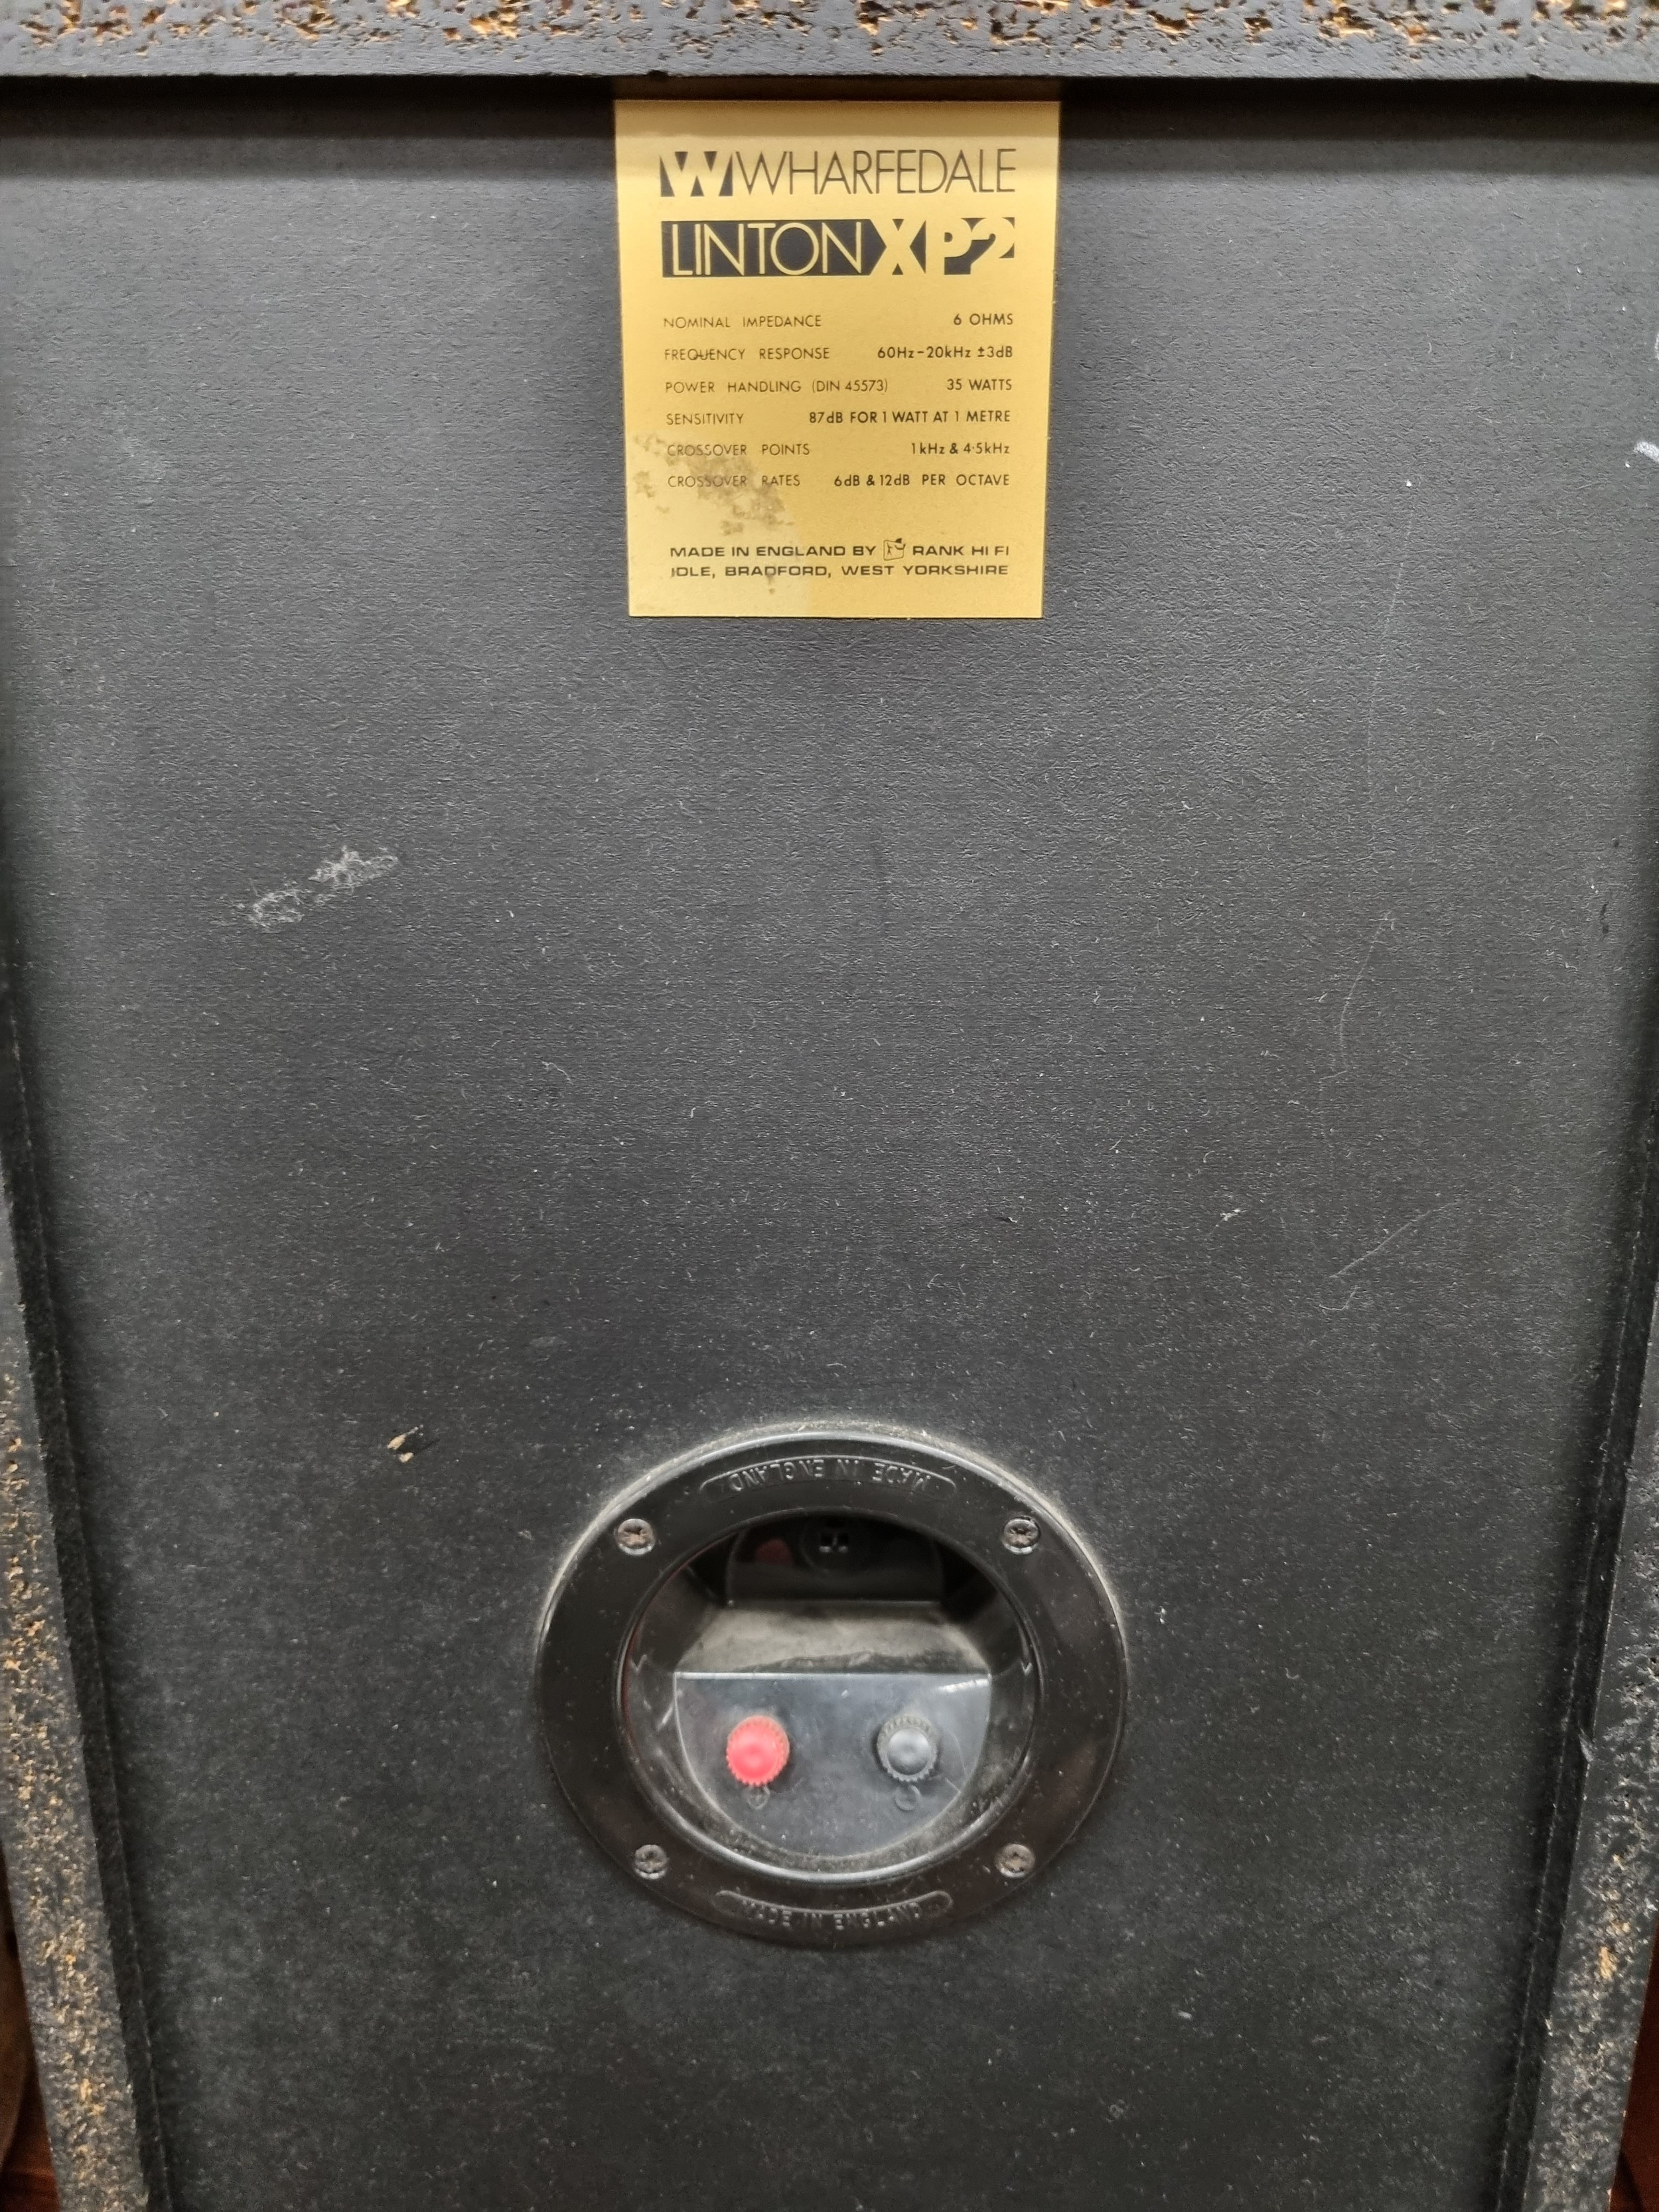 WHARFEDALE
LINTON XP2
NOMINAL IMPEDANCE 6 OHMS
FREQUENCY RESPONSE 60Hz-20kHz ±3dB
POWER HANDLING (DIN 45573) 35 WATTS
SENSITIVITY 87dB FOR 1 WATT AT 1 METRE
CROSSOVER POINTS 1kHz & 4·5kHz
CROSSOVER RATES 6dB & 12dB PER OCTAVE
MADE IN ENGLAND BY RANK HI FI
IDLE, BRADFORD, WEST YORKSHIRE
MADE IN ENGLAND
MADE IN ENGLAND